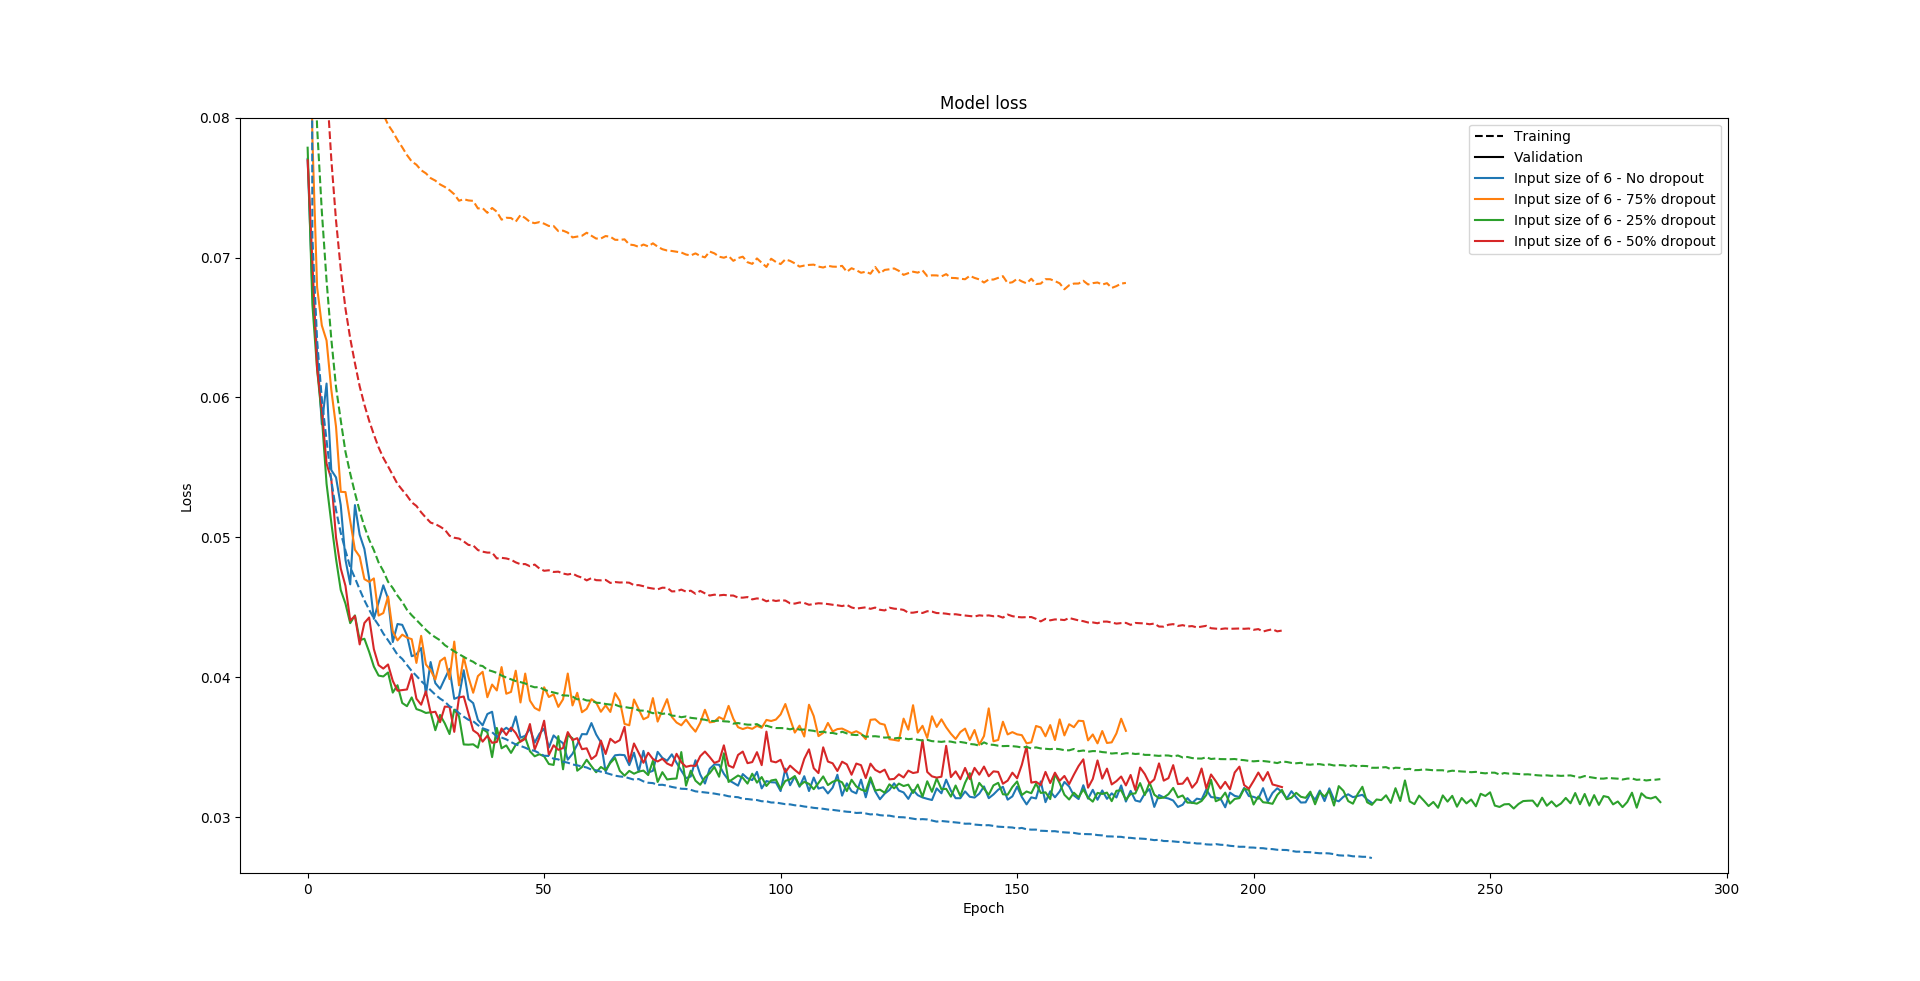 Model loss
Training
Validation
Input size of 6 - No dropout
Input size of 6 - 75% dropout
Input size of 6 - 25% dropout
Input size of 6 - 50% dropout
0.08
0.07
0.06
0.05
0.04
0.03
Loss
0 50 100 150 200 250 300
Epoch